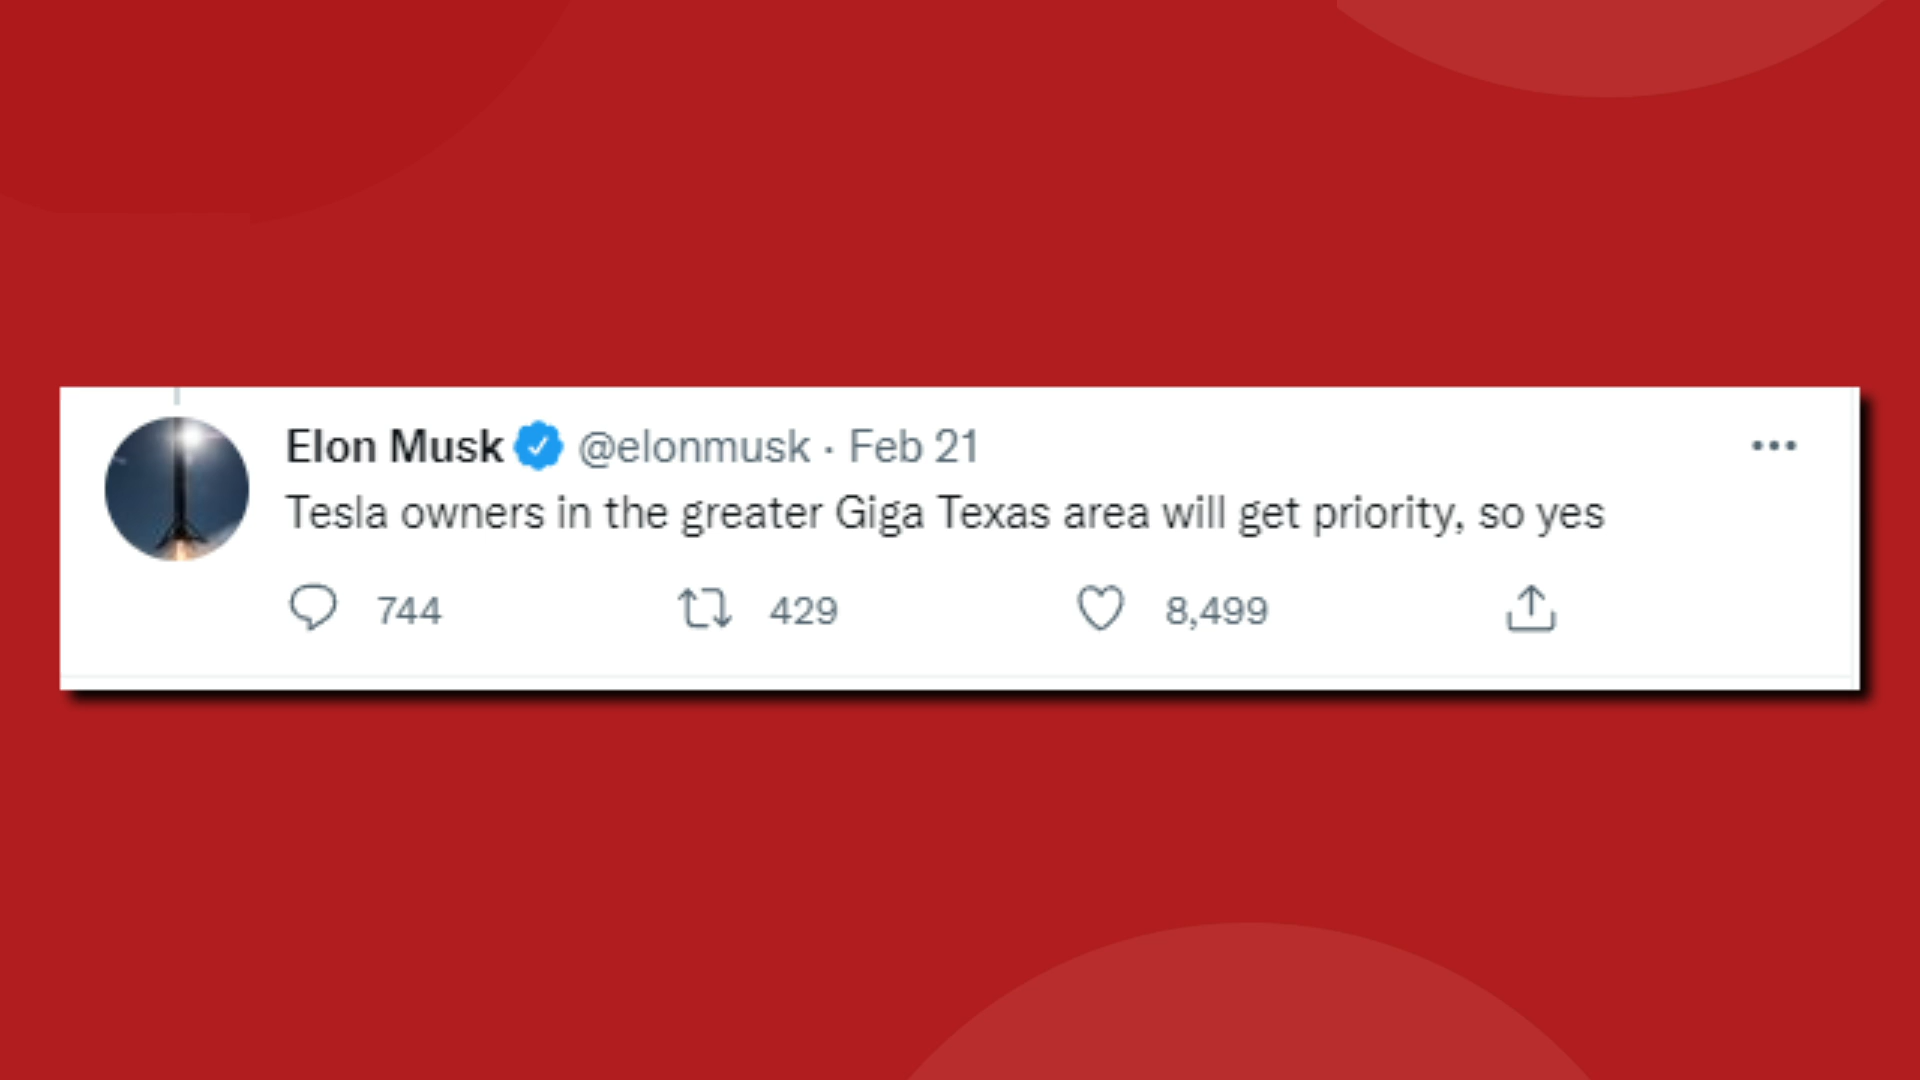 Elon Musk @elonmusk · Feb 21
Tesla owners in the greater Giga Texas area will get priority, so yes
744 429 8,499